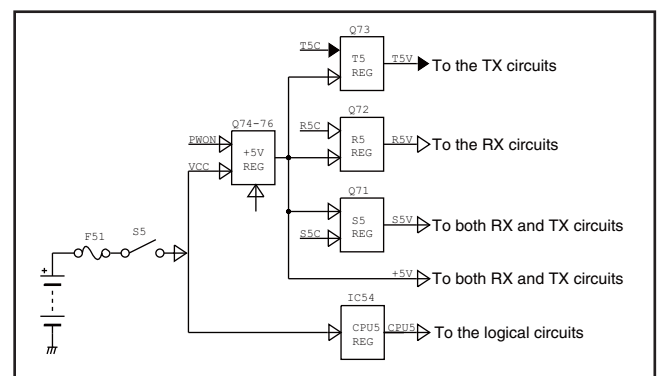 Q73
T5C
T5
REG
T5V
To the TX circuits
Q72
R5C
R5
REG
R5V
To the RX circuits
Q74-76
PWON
+5V
REG
VCC
Q71
S5
REG
S5C
S5V
To both RX and TX circuits
F51
S5
+5V
To both RX and TX circuits
+
IC54
CPU5
REG
CPU5
To the logical circuits